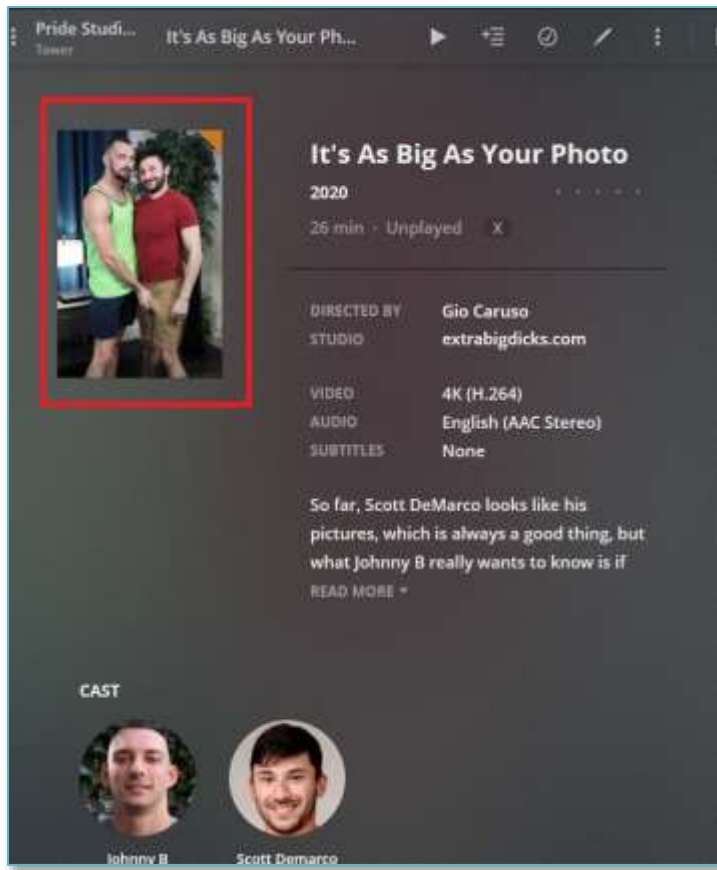 Pride Studi...
Tower
It's As Big As Your Ph...
It's As Big As Your Photo
2020
26 min · Unplayed X
DIRECTED BY Gio Caruso
STUDIO extrabigdicks.com
VIDEO 4K (H.264)
AUDIO English (AAC Stereo)
SUBTITLES None
So far, Scott DeMarco looks like his
pictures, which is always a good thing, but
what Johnny B really wants to know is if
READ MORE
CAST
Johnny B Scott Demarco